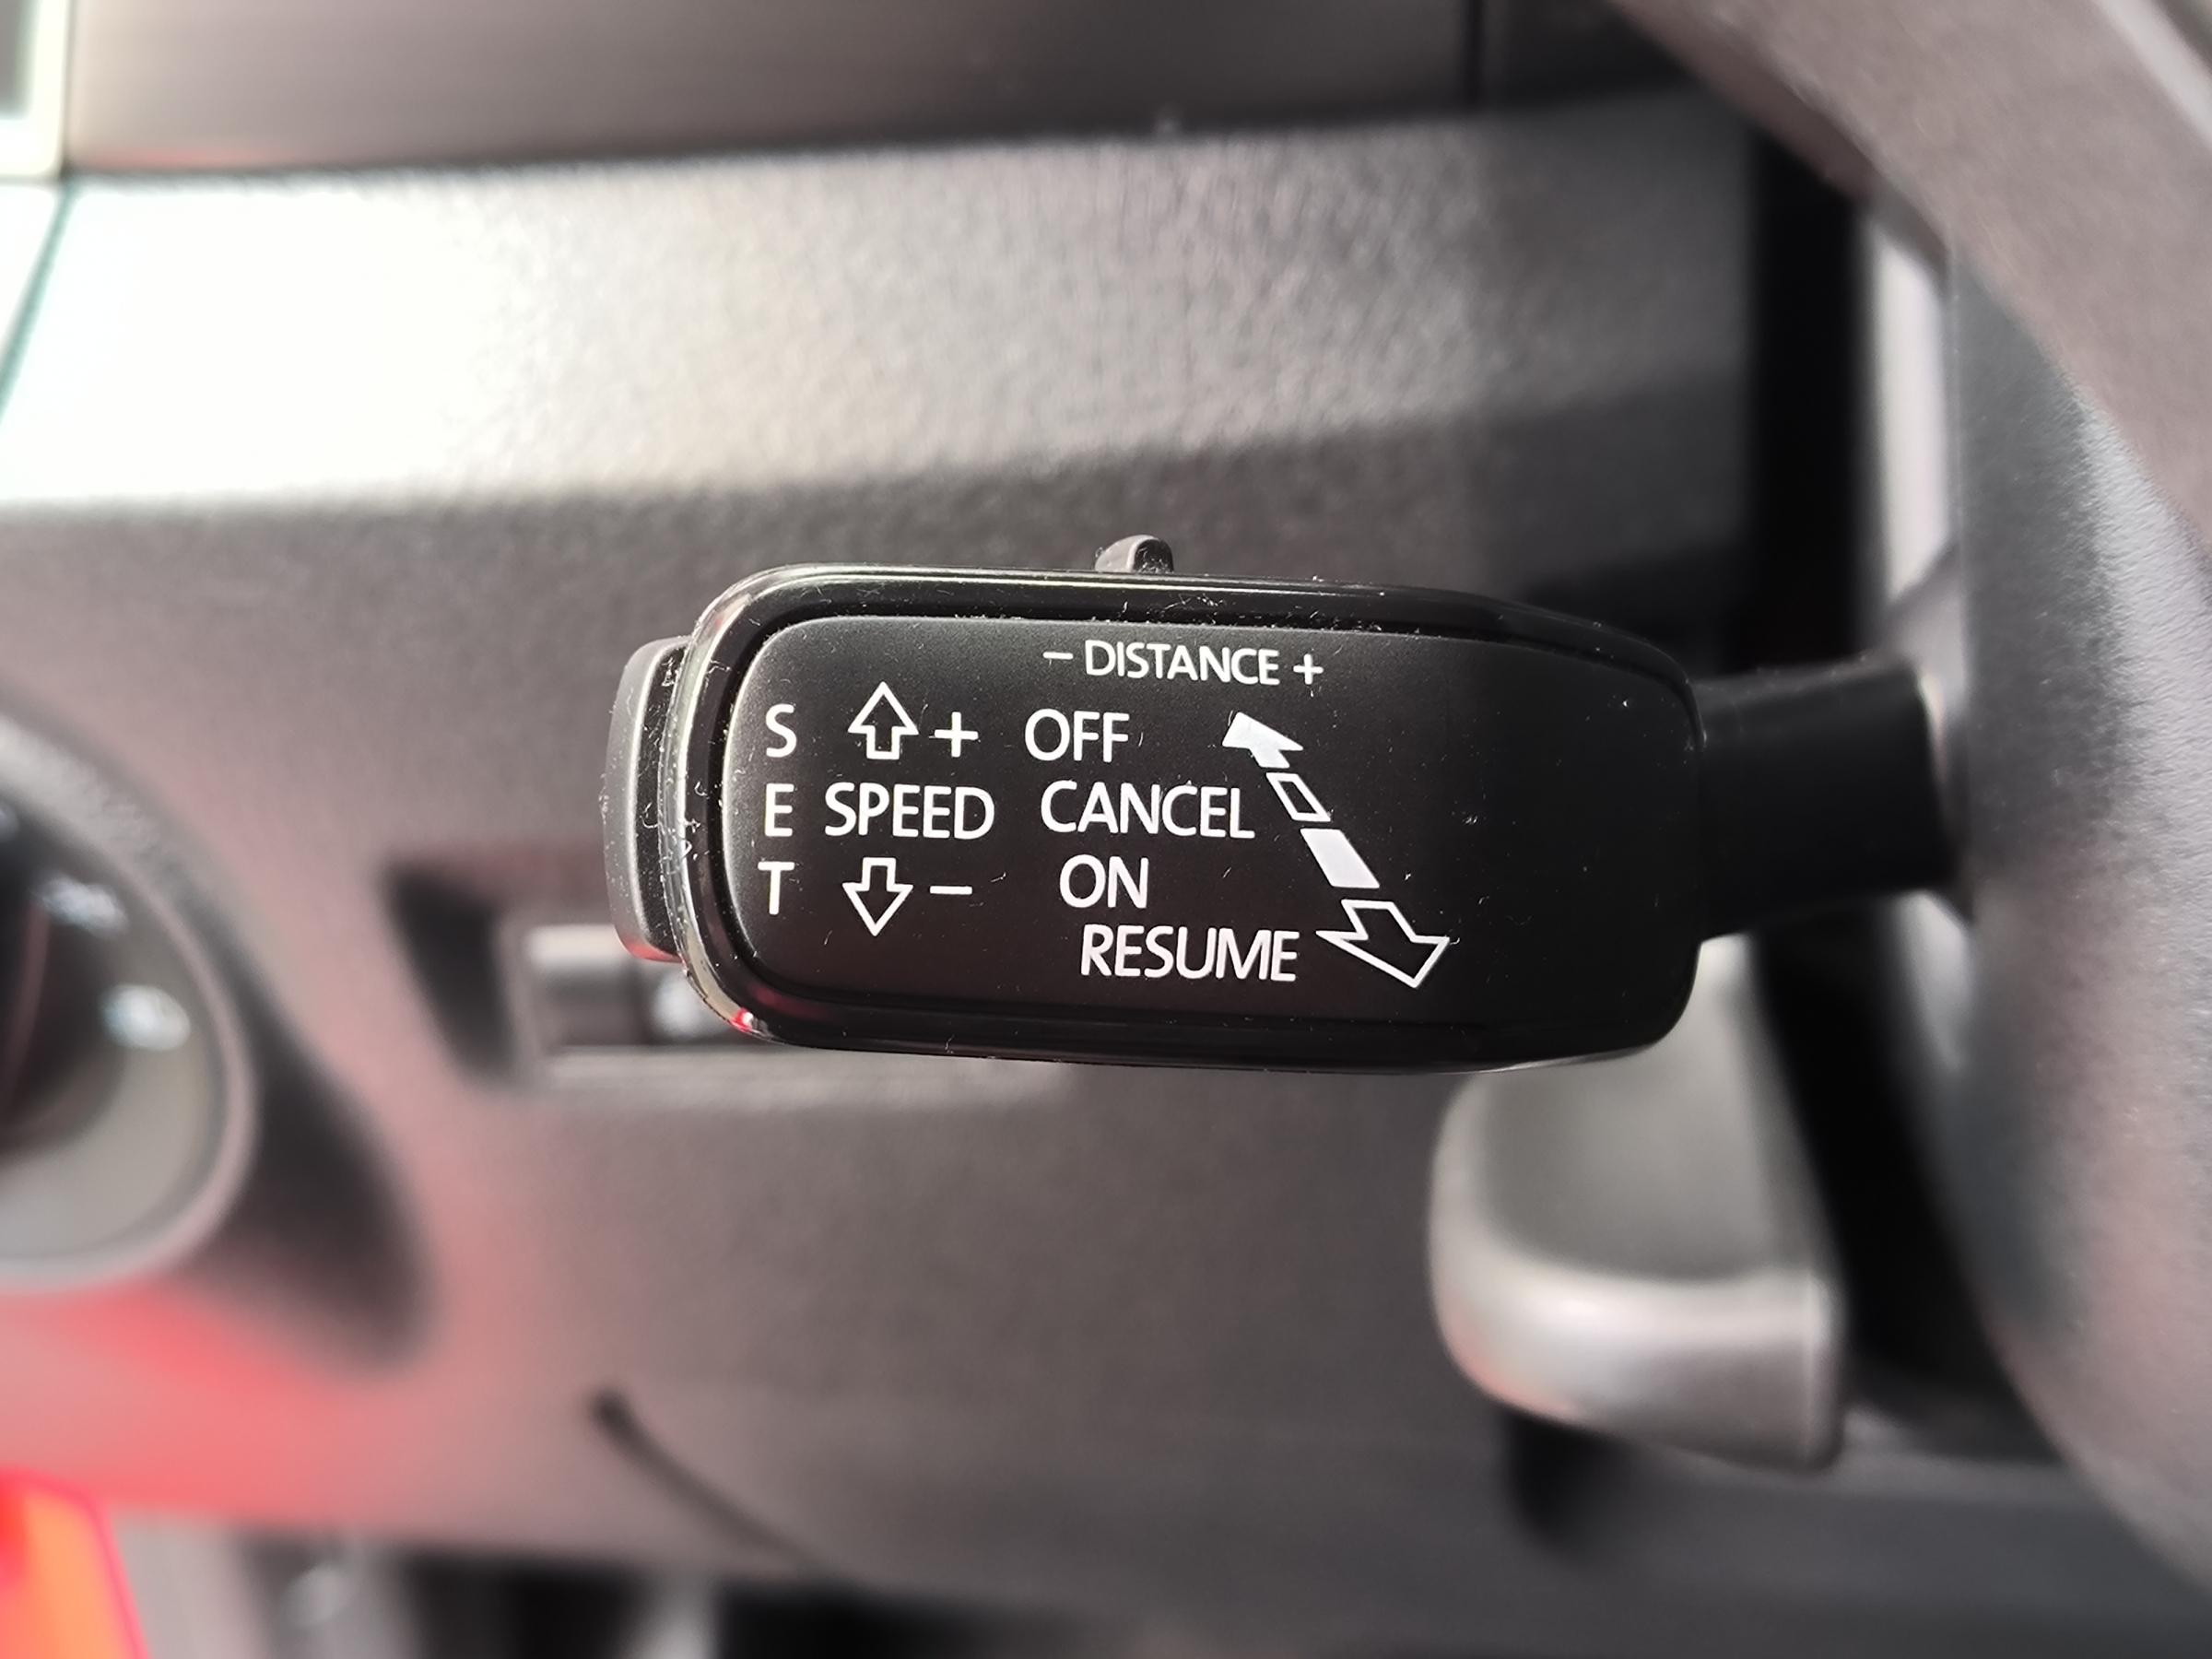 – DISTANCE +
S + OFF
E SPEED CANCEL
T – ON
RESUME